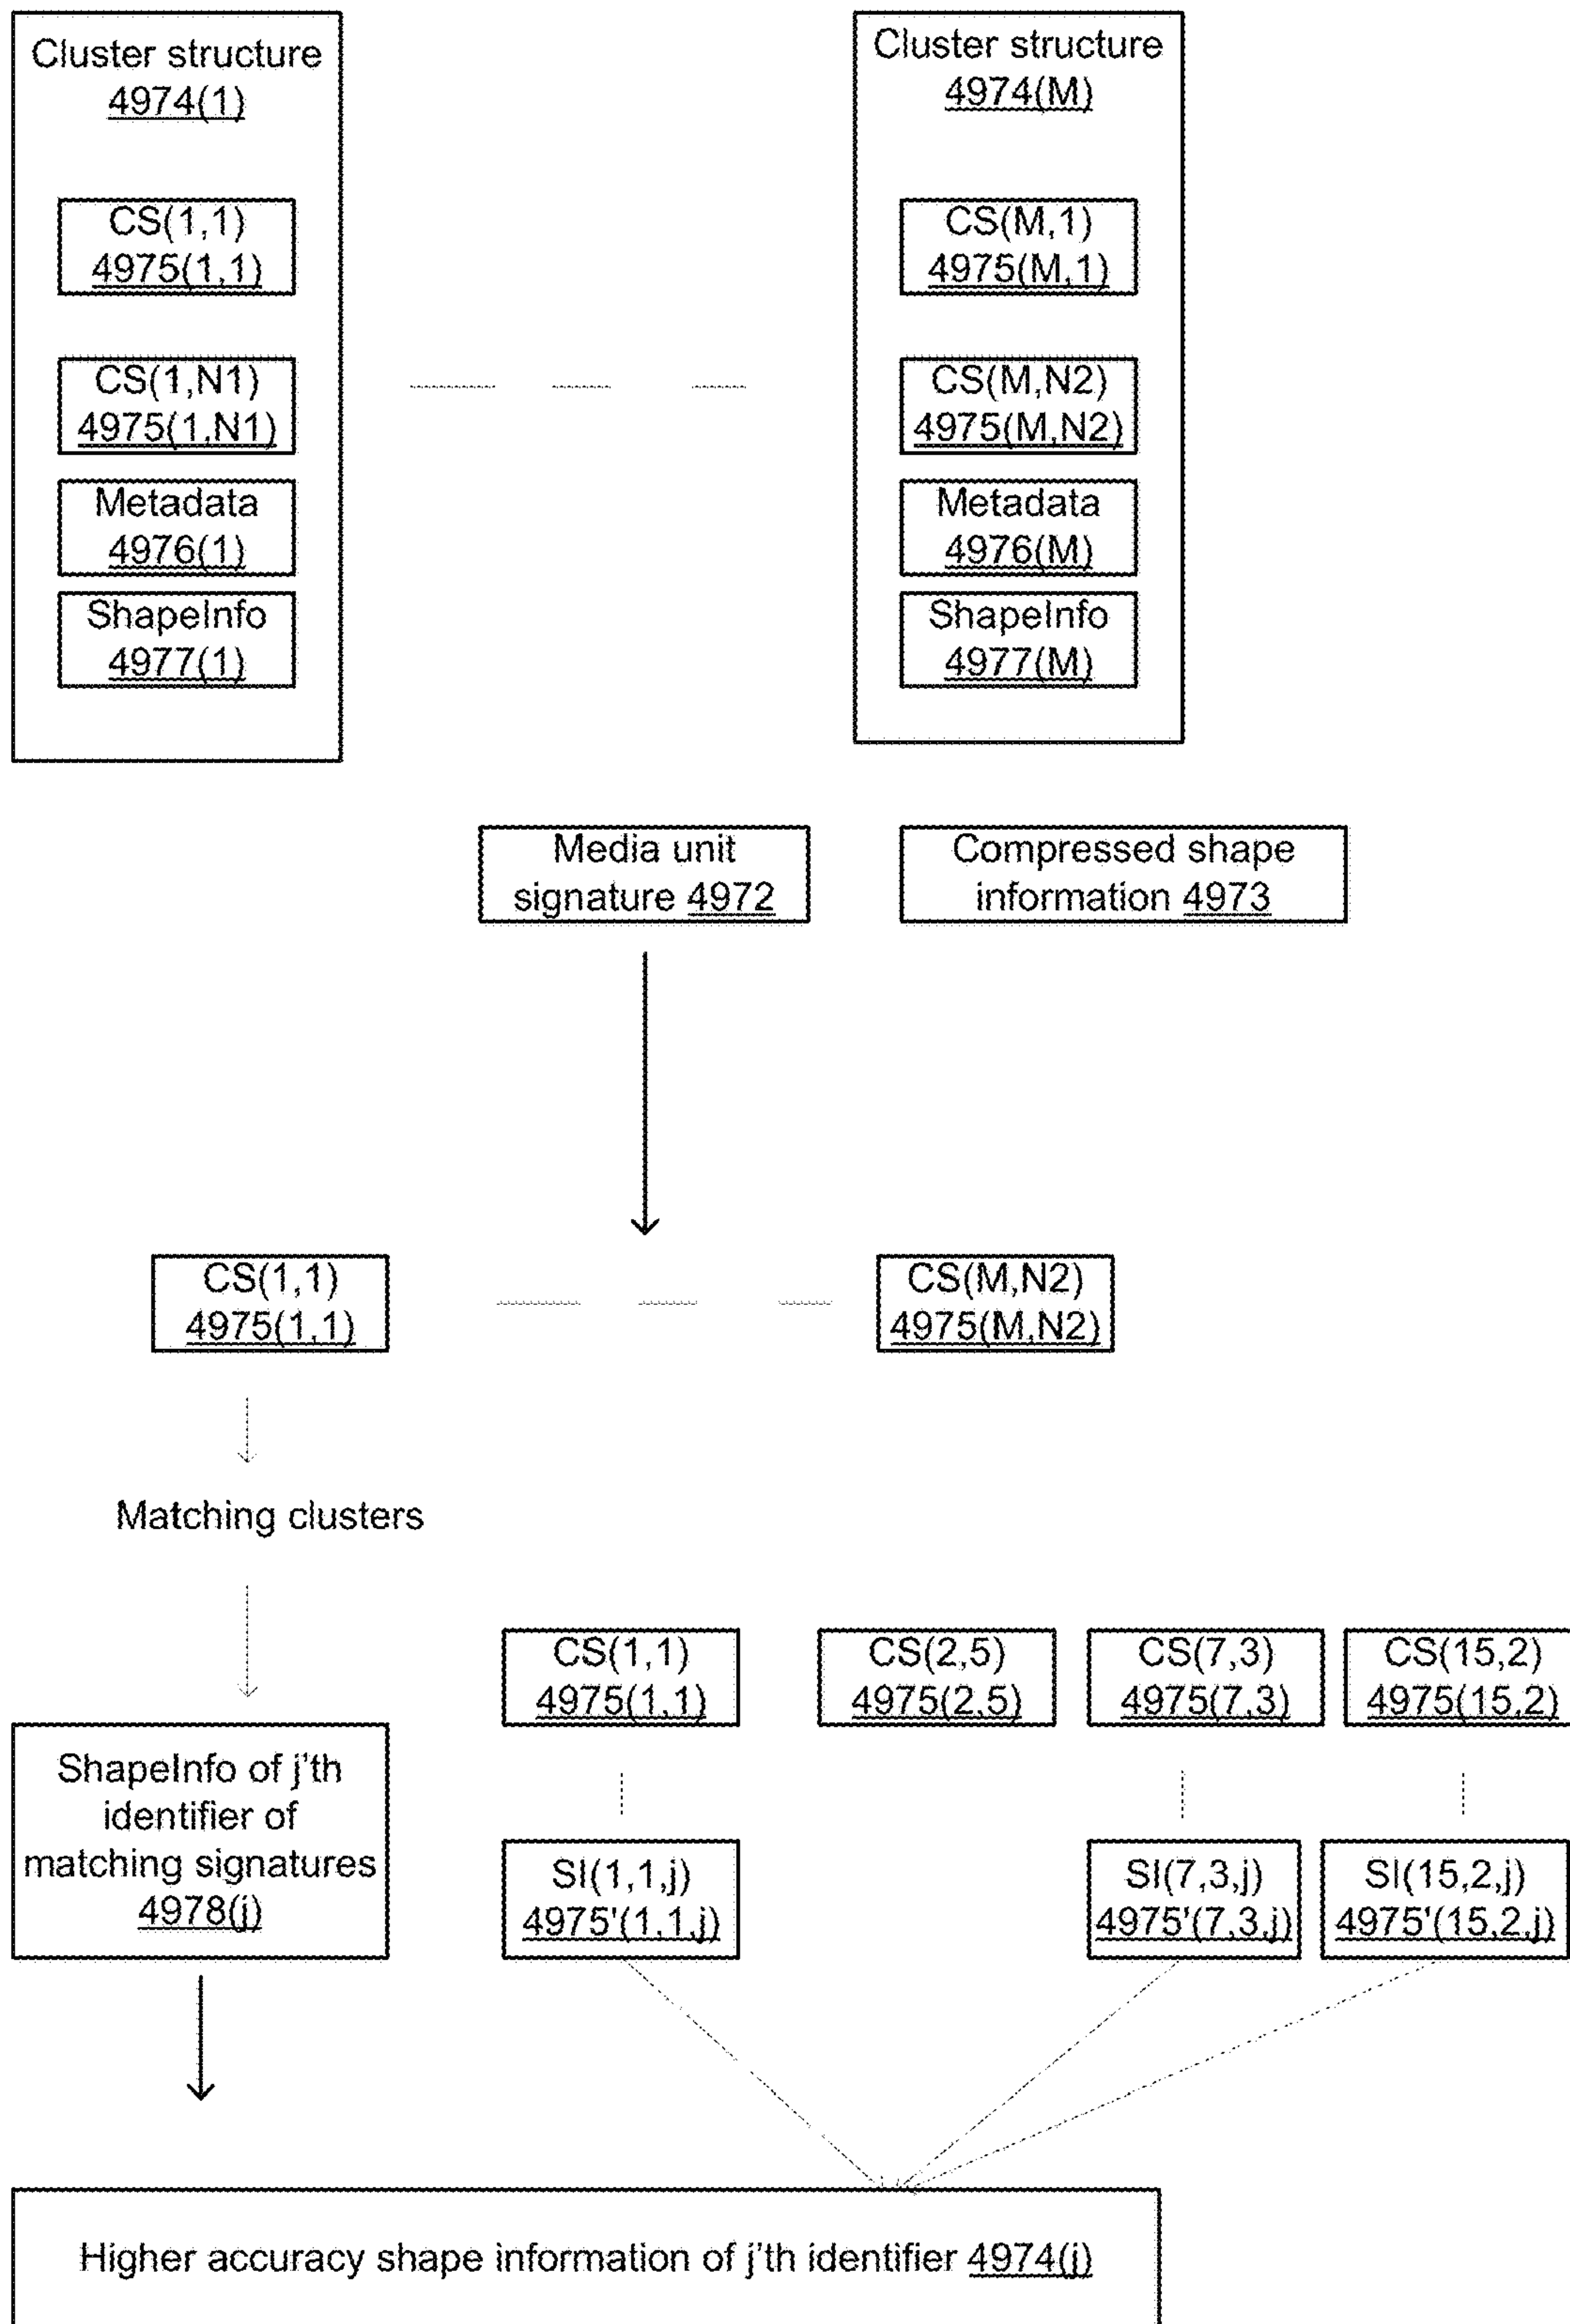 Cluster structure
4974(1)
CS(1,1)
4975(1,1)
CS(1,N1)
4975(1,N1)
Metadata
4976(1)
ShapeInfo
4977(1)
Cluster structure
4974(M)
CS(M,1)
4975(M,1)
CS(M,N2)
4975(M,N2)
Metadata
4976(M)
ShapeInfo
4977(M)
Media unit
signature 4972
Compressed shape
information 4973
CS(1,1)
4975(1,1)
CS(M,N2)
4975(M,N2)
Matching clusters
CS(1,1)
4975(1,1)
CS(2,5)
4975(2,5)
CS(7,3)
4975(7,3)
CS(15,2)
4975(15,2)
ShapeInfo of j'th
identifier of
matching signatures
4978(j)
SI(1,1,j)
4975'(1,1,j)
SI(7,3,j)
4975'(7,3,j)
SI(15,2,j)
4975'(15,2,j)
Higher accuracy shape information of j'th identifier 4974(j)